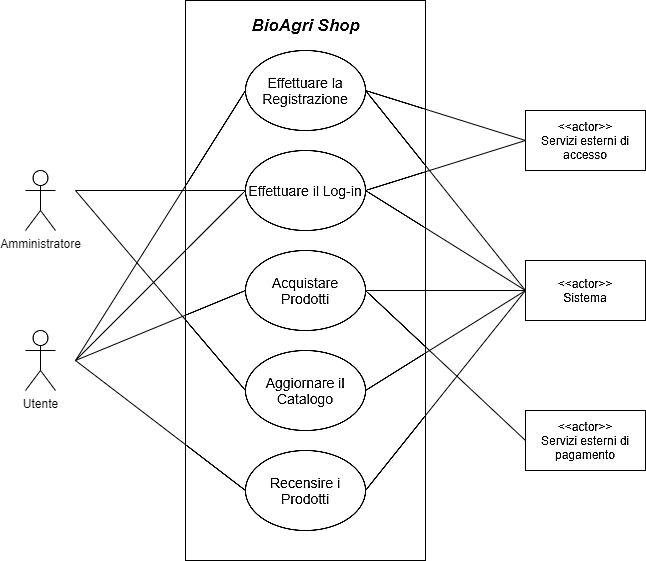 BioAgri Shop
Effettuare la
Registrazione
<<actor>>
Servizi esterni di
accesso
Effettuare il Log-in
Amministratore
Acquistare
Prodotti
<<actor>>
Sistema
Utente
Aggiornare il
Catalogo
<<actor>>
Servizi esterni di
pagamento
Recensire i
Prodotti